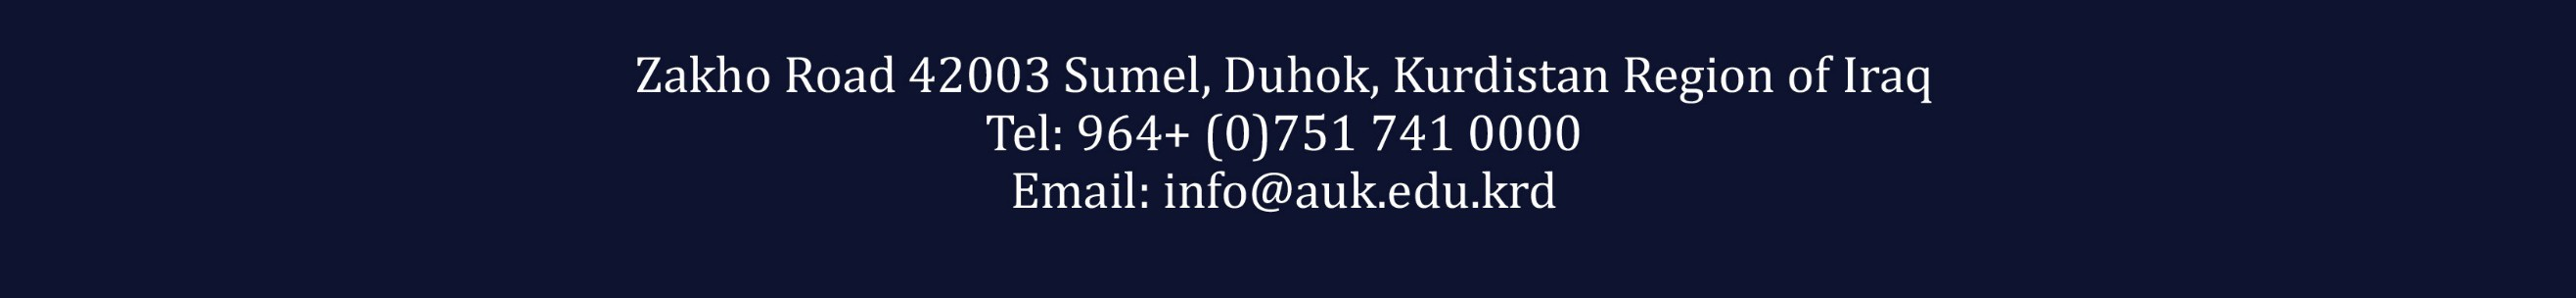 Zakho Road 42003 Sumel, Duhok, Kurdistan Region of Iraq
Tel: 964+ (0)751 741 0000
Email: info@auk.edu.krd